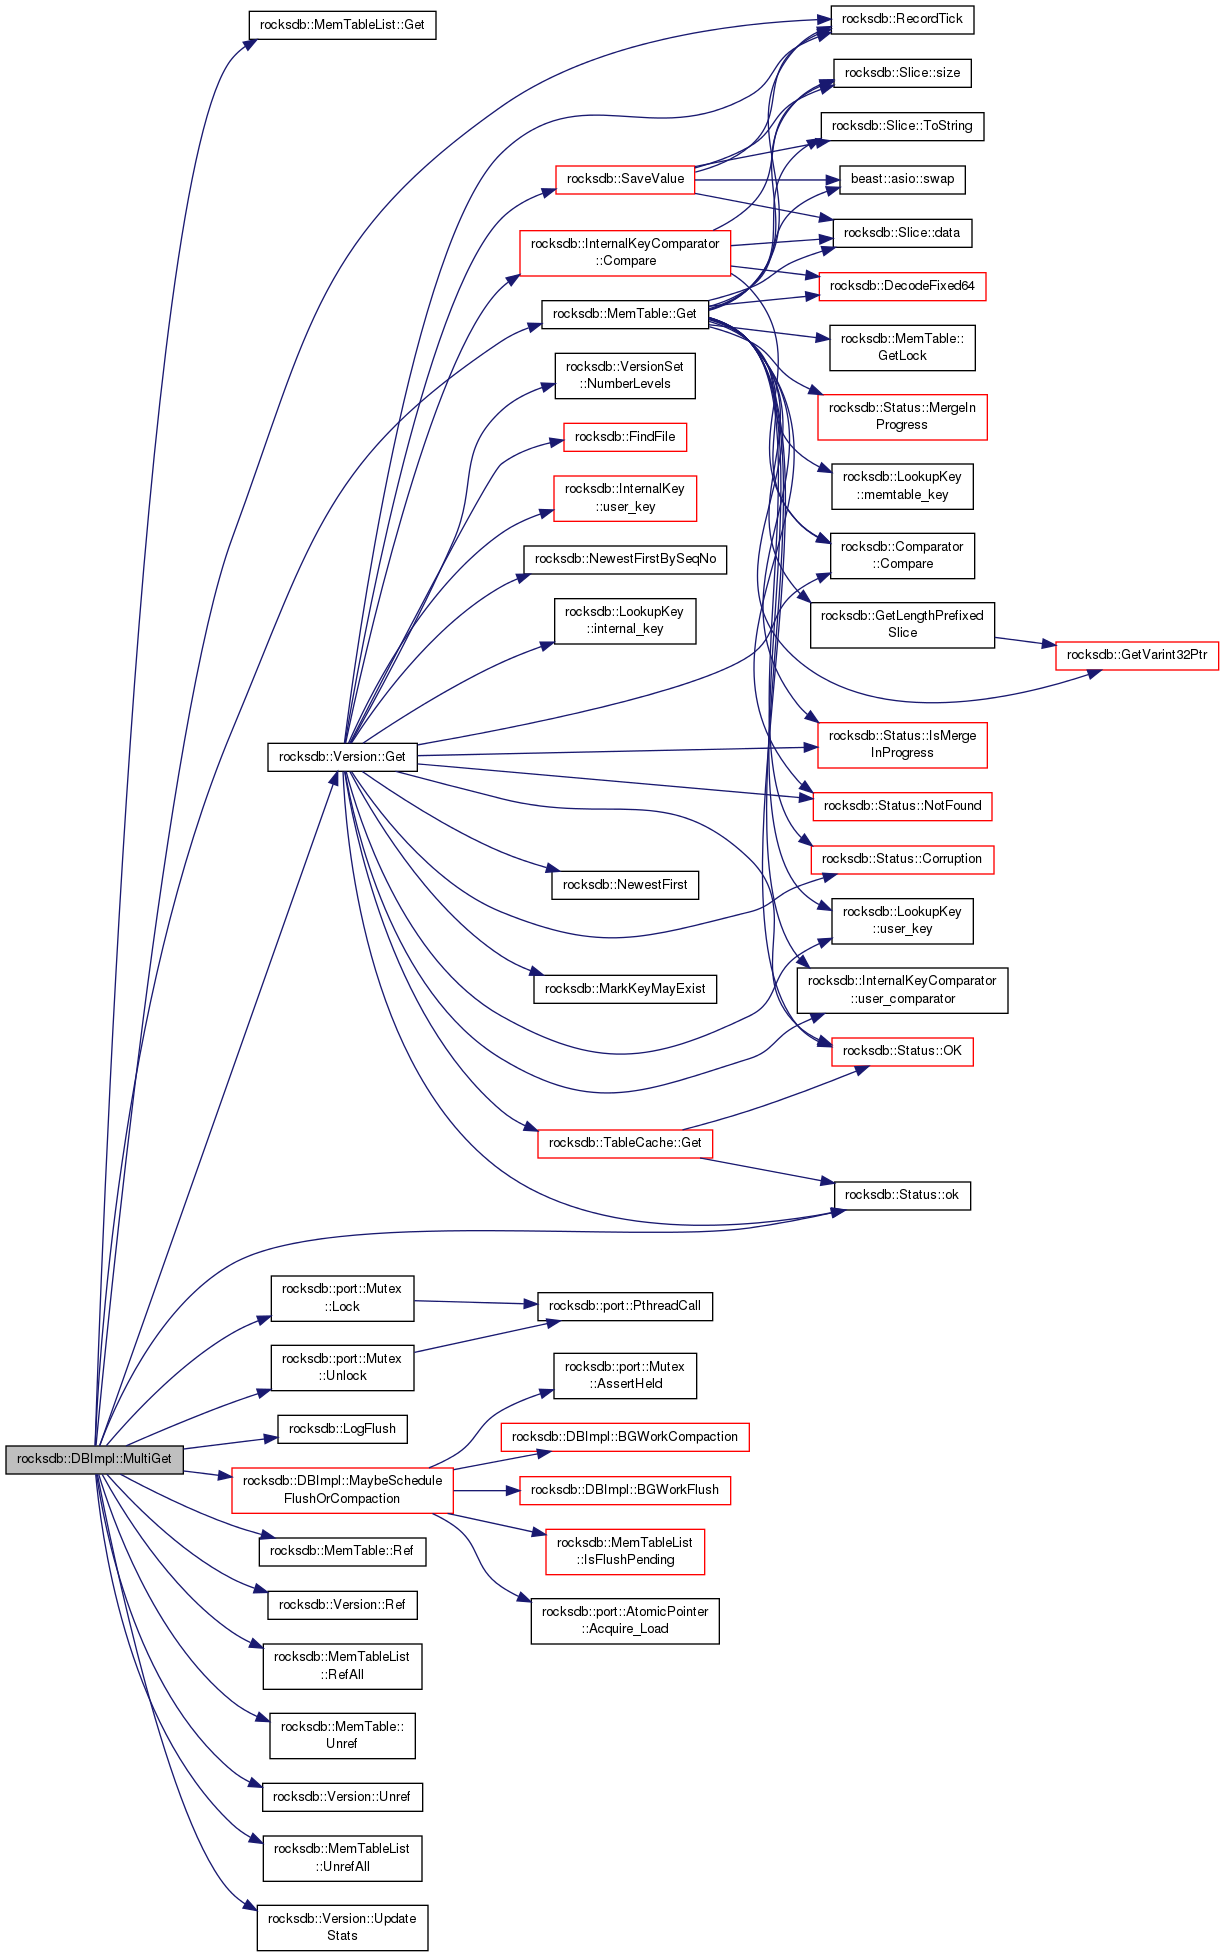 rocksdb::MemTableList::Get
rocksdb::RecordTick
rocksdb::Slice::size
rocksdb::Slice::ToString
rocksdb::SaveValue
beast::asio::swap
rocksdb::InternalKeyComparator
::Compare
rocksdb::Slice::data
rocksdb::DecodeFixed64
rocksdb::MemTable::Get
rocksdb::MemTable::
GetLock
rocksdb::VersionSet
::NumberLevels
rocksdb::Status::MergeIn
Progress
rocksdb::FindFile
rocksdb::LookupKey
::memtable_key
rocksdb::InternalKey
::user_key
rocksdb::NewestFirstBySeqNo
rocksdb::Comparator
::Compare
rocksdb::LookupKey
::internal_key
rocksdb::GetLengthPrefixed
Slice
rocksdb::GetVarint32Ptr
rocksdb::Version::Get
rocksdb::Status::IsMerge
InProgress
rocksdb::Status::NotFound
rocksdb::Status::Corruption
rocksdb::NewestFirst
rocksdb::LookupKey
::user_key
rocksdb::MarkKeyMayExist
rocksdb::InternalKeyComparator
::user_comparator
rocksdb::Status::OK
rocksdb::TableCache::Get
rocksdb::Status::ok
rocksdb::port::Mutex
::Lock
rocksdb::port::PthreadCall
rocksdb::port::Mutex
::Unlock
rocksdb::port::Mutex
::AssertHeld
rocksdb::LogFlush
rocksdb::DBImpl::BGWorkCompaction
rocksdb::DBImpl::MultiGet
rocksdb::DBImpl::MaybeSchedule
FlushOrCompaction
rocksdb::DBImpl::BGWorkFlush
rocksdb::MemTable::Ref
rocksdb::MemTableList
::IsFlushPending
rocksdb::Version::Ref
rocksdb::port::AtomicPointer
::Acquire_Load
rocksdb::MemTableList
::RefAll
rocksdb::MemTable::
Unref
rocksdb::Version::Unref
rocksdb::MemTableList
::UnrefAll
rocksdb::Version::Update
Stats